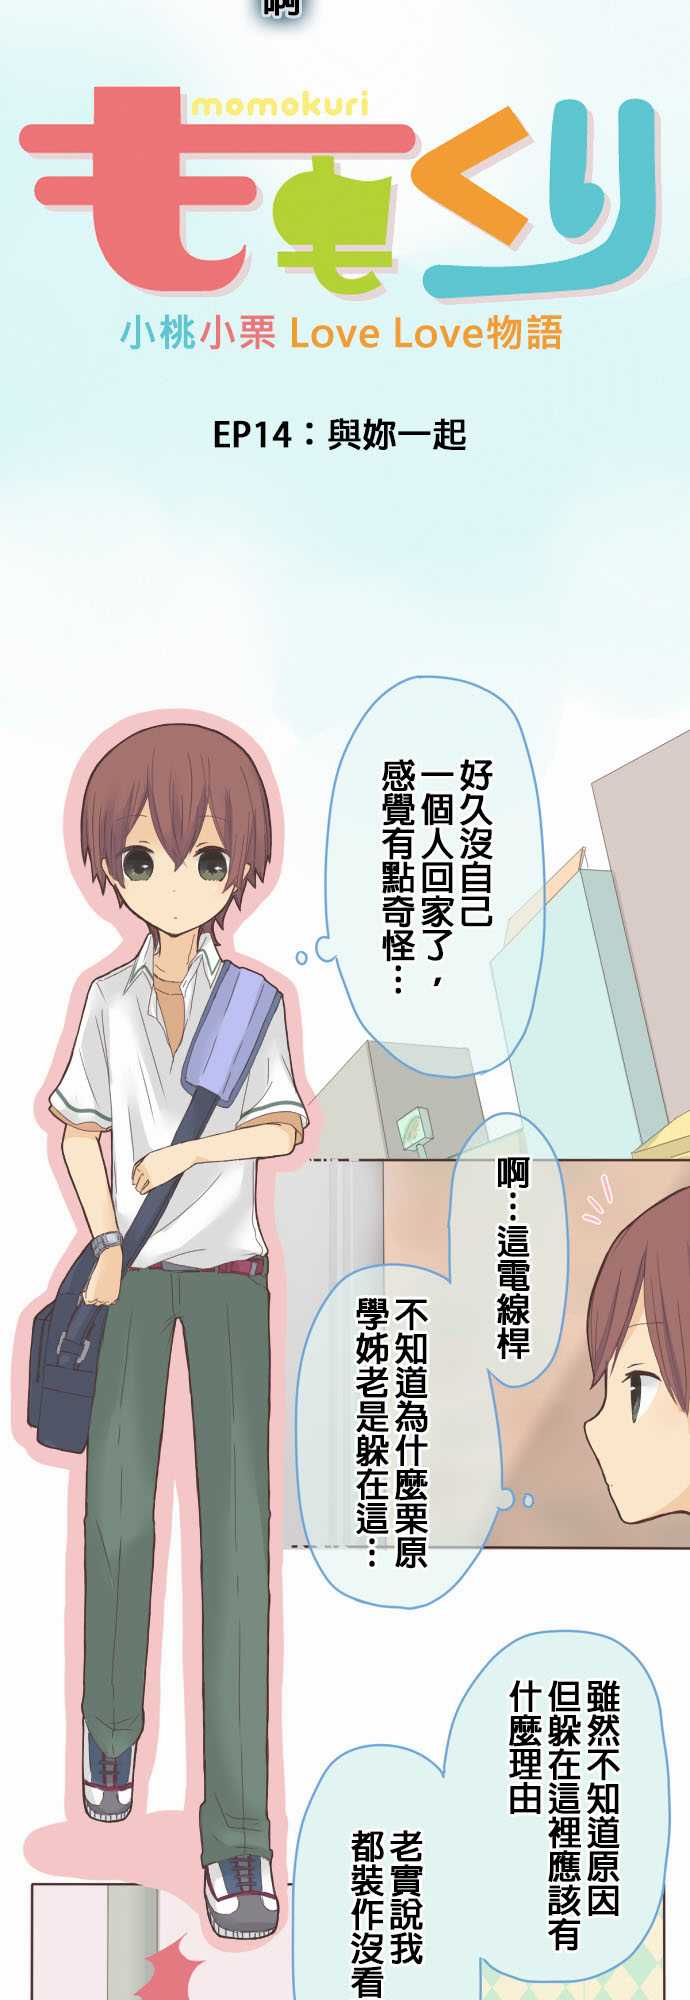 啊
momokuri
ももくり
小桃小栗 Love Love物語
EP14：與妳一起
好久沒自己
一個人回家了，
感覺有點奇怪…
啊…這電線桿
不知道為什麼栗原
學姊老是躲在這…
雖然不知道原因
但躲在這裡應該有
什麼理由
老實說我
都裝作沒看